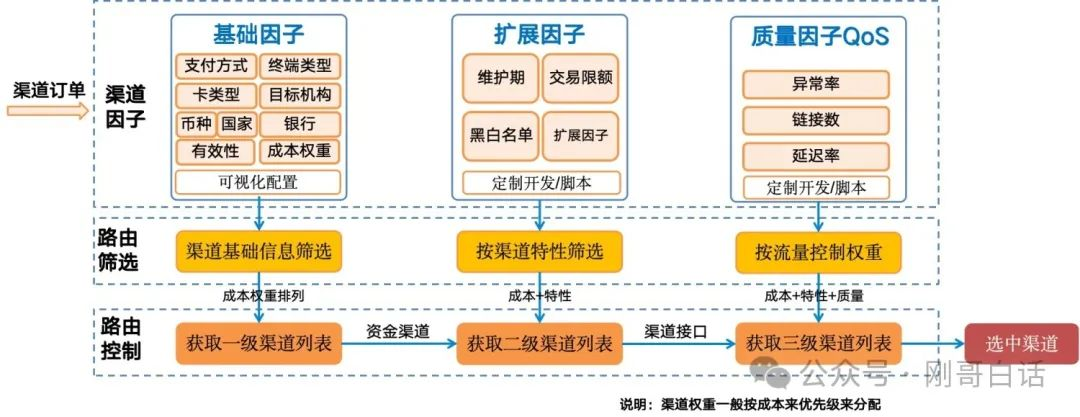 渠道订单
渠道
因子
基础因子
支付方式
终端类型
卡类型
目标机构
币种
国家
银行
有效性
成本权重
可视化配置
扩展因子
维护期
交易限额
黑白名单
扩展因子
定制开发/脚本
质量因子QoS
异常率
链接数
延迟率
定制开发/脚本
路由
筛选
渠道基础信息筛选
按渠道特性筛选
按流量控制权重
成本权重排列
成本+特性
成本+特性+质量
路由
控制
获取一级渠道列表
资金渠道
获取二级渠道列表
渠道接口
获取三级渠道列表
选中渠道
公众号·刚哥白话
说明：渠道权重一般按成本来优先级来分配